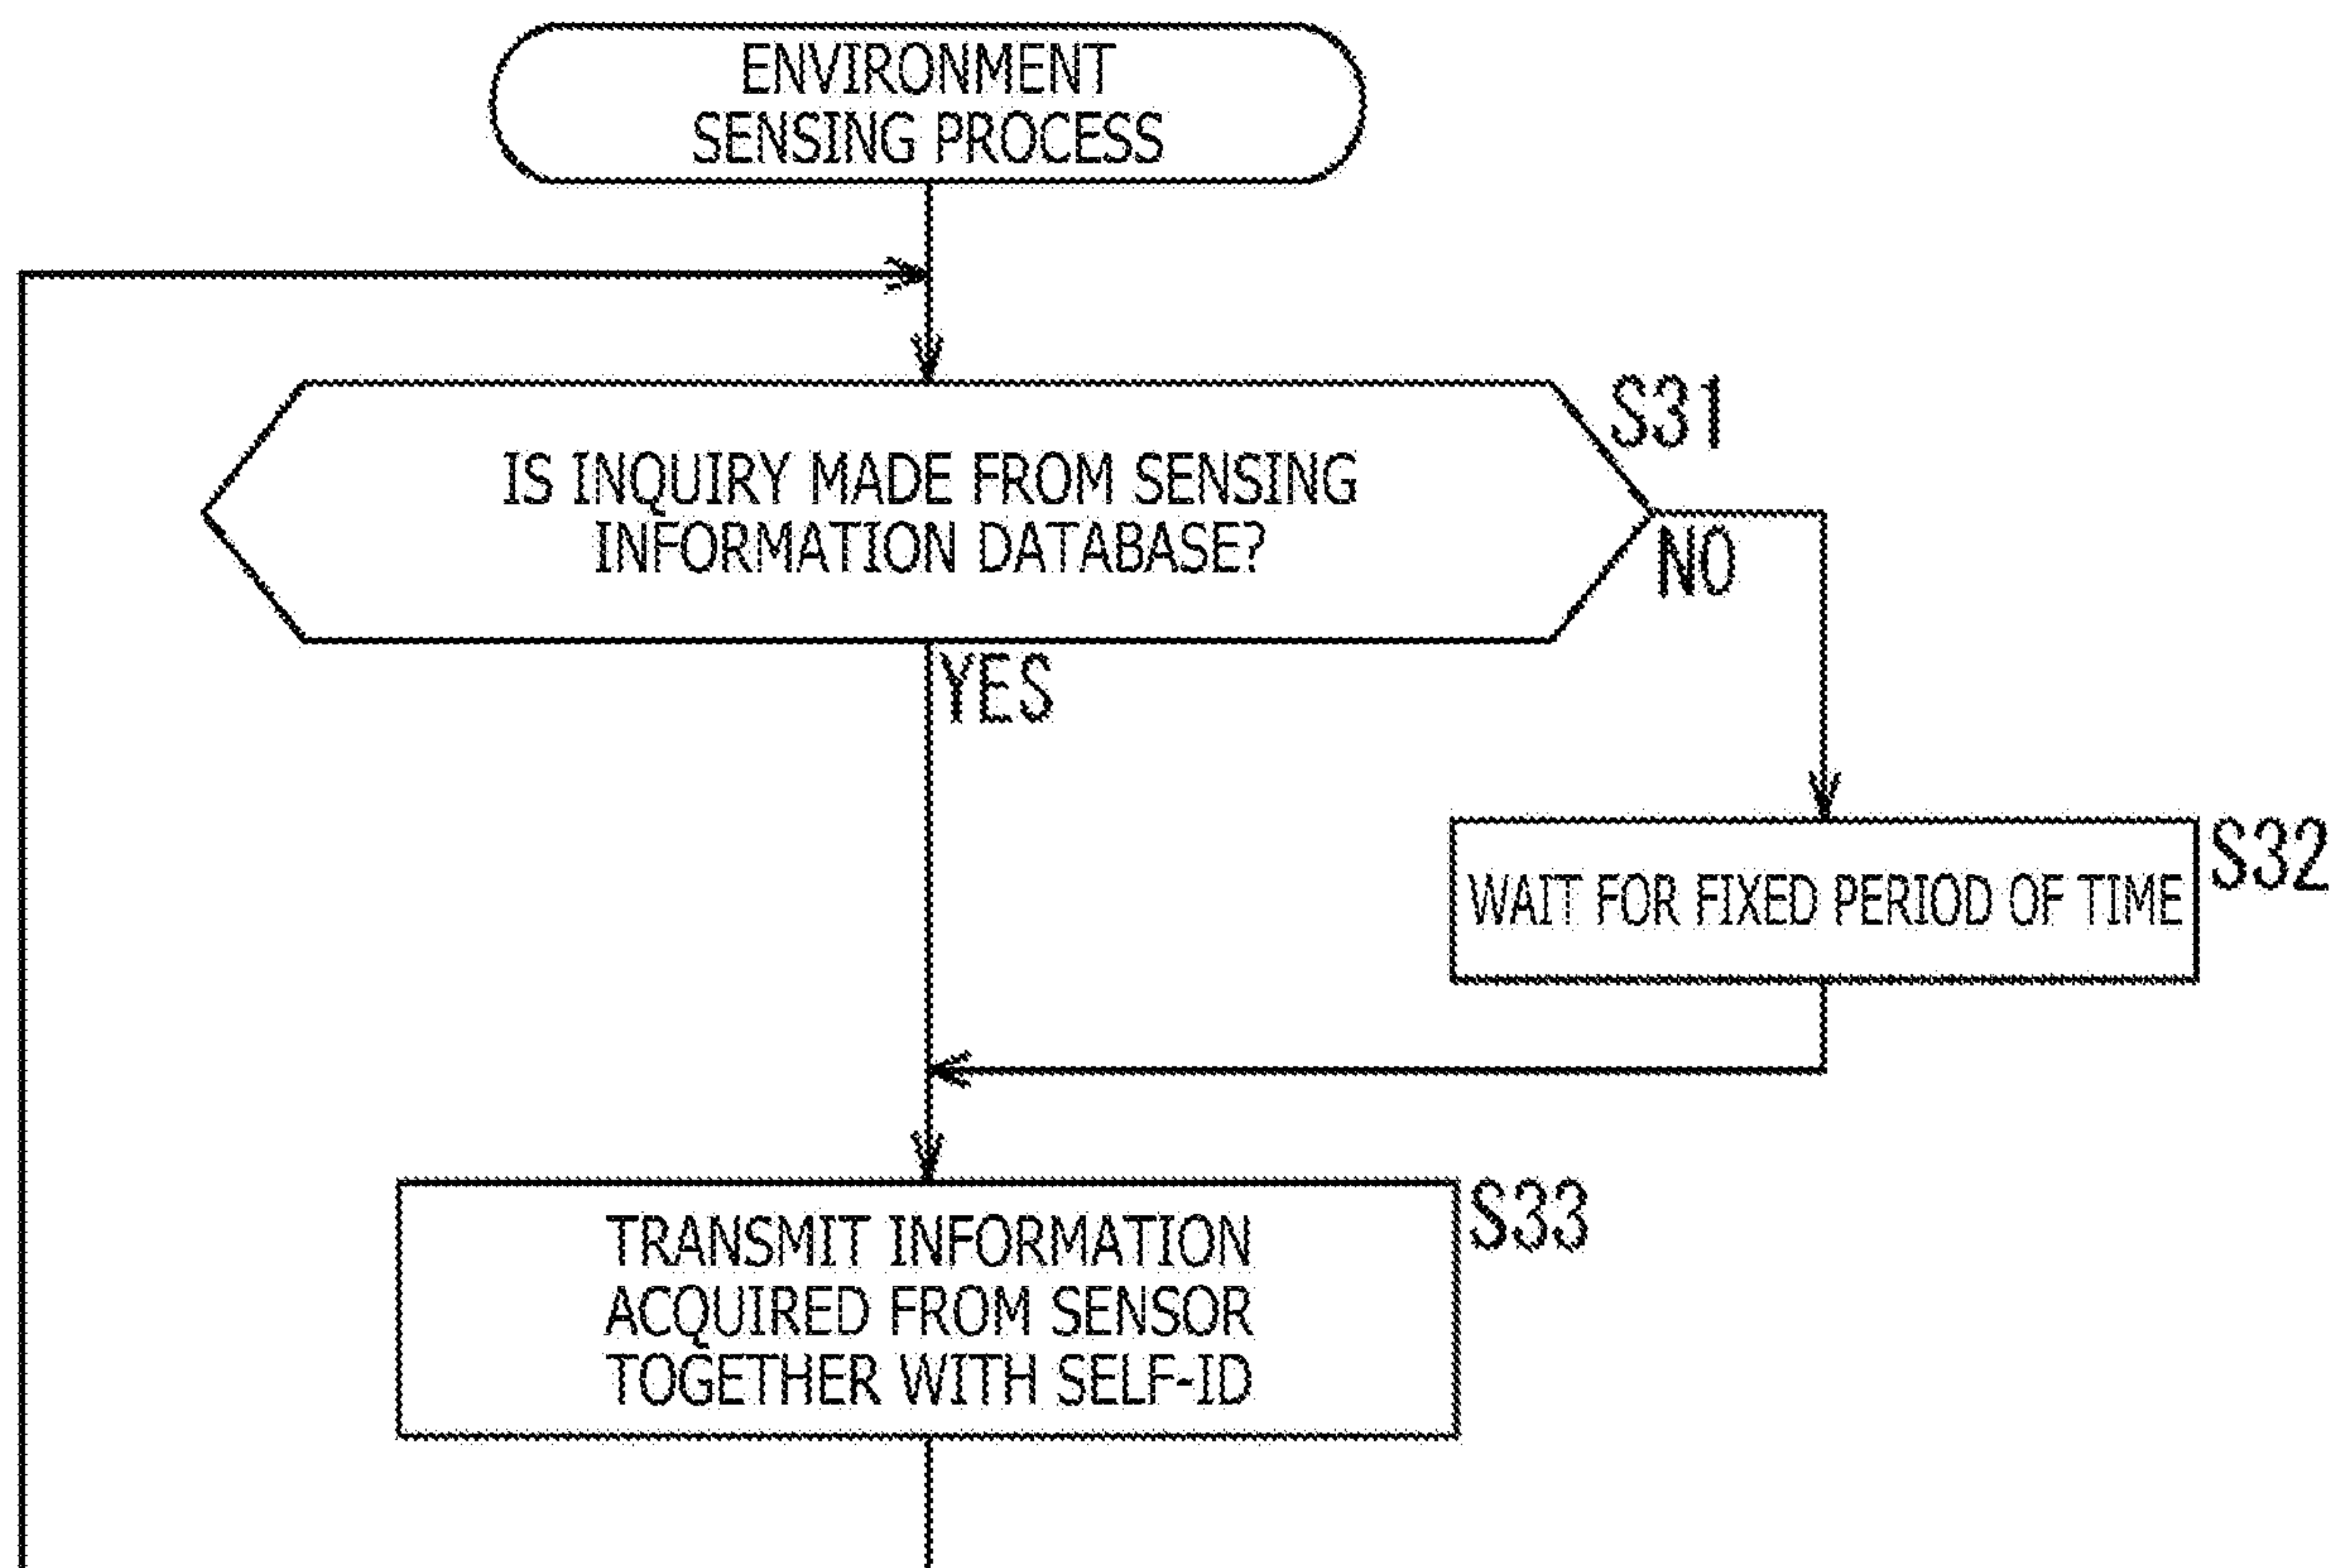 ENVIRONMENT
SENSING PROCESS
S31
IS INQUIRY MADE FROM SENSING
INFORMATION DATABASE?
NO
YES
S32
WAIT FOR FIXED PERIOD OF TIME
S33
TRANSMIT INFORMATION
ACQUIRED FROM SENSOR
TOGETHER WITH SELF-ID